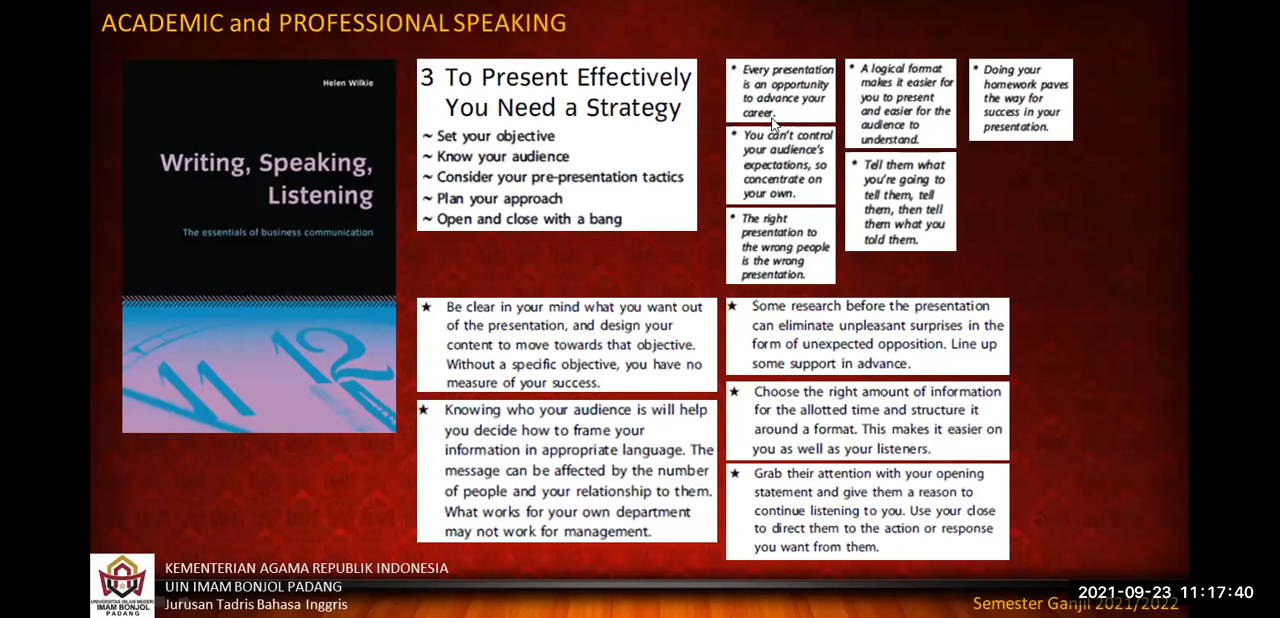 ACADEMIC and PROFESSIONAL SPEAKING
Helen Wilkie
Writing, Speaking,
Listening
The essentials of business communication
11 12
3 To Present Effectively
You Need a Strategy
~ Set your objective
~ Know your audience
~ Consider your pre-presentation tactics
~ Plan your approach
~ Open and close with a bang
* Every presentation
is an opportunity
to advance your
career.
* You can't control
your audience's
expectations, so
concentrate on
your own.
* The right
presentation to
the wrong people
is the wrong
presentation.
* A logical format
makes it easier for
you to present
and easier for the
audience to
understand.
* Tell them what
you're going to
tell them, tell
them, then tell
them what you
told them.
* Doing your
homework paves
the way for
success in your
presentation.
★ Be clear in your mind what you want out
of the presentation, and design your
content to move towards that objective.
Without a specific objective, you have no
measure of your success.
★ Knowing who your audience is will help
you decide how to frame your
information in appropriate language. The
message can be affected by the number
of people and your relationship to them.
What works for your own department
may not work for management.
★ Some research before the presentation
can eliminate unpleasant surprises in the
form of unexpected opposition. Line up
some support in advance.
★ Choose the right amount of information
for the allotted time and structure it
around a format. This makes it easier on
you as well as your listeners.
★ Grab their attention with your opening
statement and give them a reason to
continue listening to you. Use your close
to direct them to the action or response
you want from them.
UNIVERSITAS ISLAM NEGERI
IMAM BONJOL
PADANG
KEMENTERIAN AGAMA REPUBLIK INDONESIA
UIN IMAM BONJOL PADANG
Jurusan Tadris Bahasa Inggris
Semester Ganjil 2021/2022
2021-09-23 11:17:40